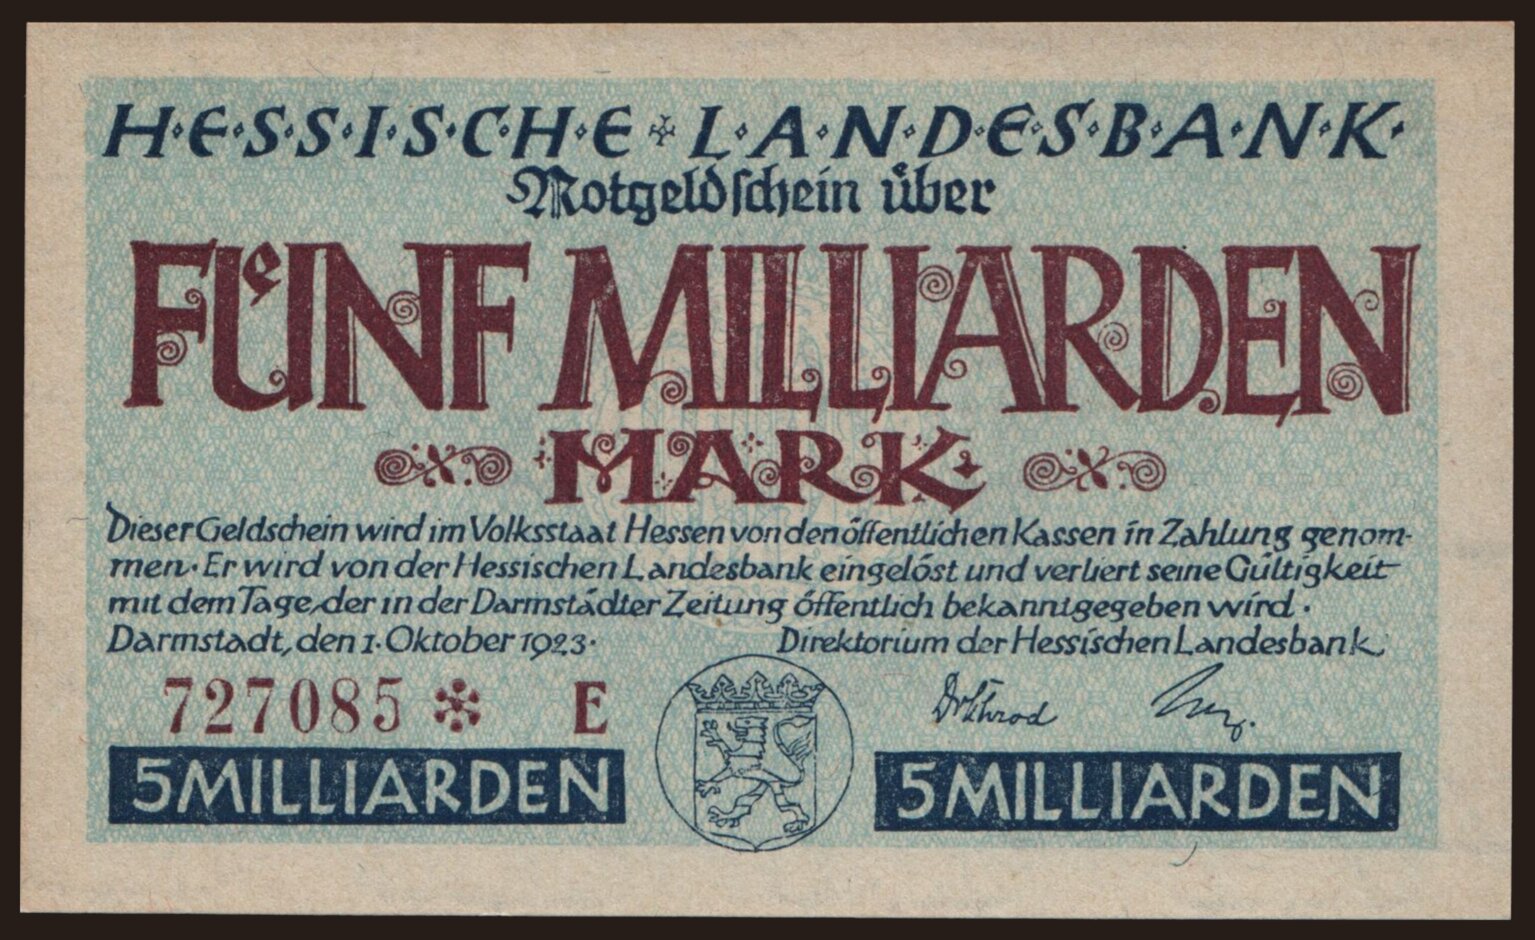 H·E·S·S·I·S·C·H·E L·A·N·D·E·S·B·A·N·K·
Notgeldschein über
FÜNF MILLIARDEN
MARK
Dieser Geldschein wird im Volksstaat Hessen von den öffentlichen Kassen in Zahlung genom-
men· Er wird von der Hessischen Landesbank eingelöst und verliert seine Gültigkeit
mit dem Tage, der in der Darmstädter Zeitung öffentlich bekanntgegeben wird·
Darmstadt, den 1· Oktober 1923· Direktorium der Hessischen Landesbank
727085 * E
5 MILLIARDEN 5 MILLIARDEN